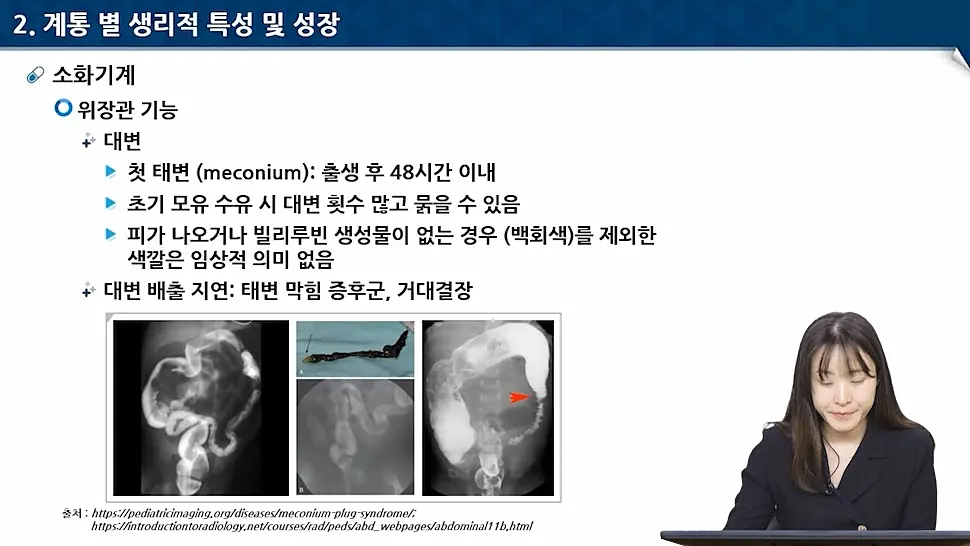 2. 계통 별 생리적 특성 및 성장
소화기계
위장관 기능
대변
첫 태변 (meconium): 출생 후 48시간 이내
초기 모유 수유 시 대변 횟수 많고 묽을 수 있음
피가 나오거나 빌리루빈 생성물이 없는 경우 (백회색)를 제외한
색깔은 임상적 의미 없음
대변 배출 지연: 태변 막힘 증후군, 거대결장
A
B
출처 : https://pediatricimaging.org/diseases/meconium-plug-syndrome/;
https://introductiontoradiology.net/courses/rad/peds/abd_webpages/abdominal11b.html